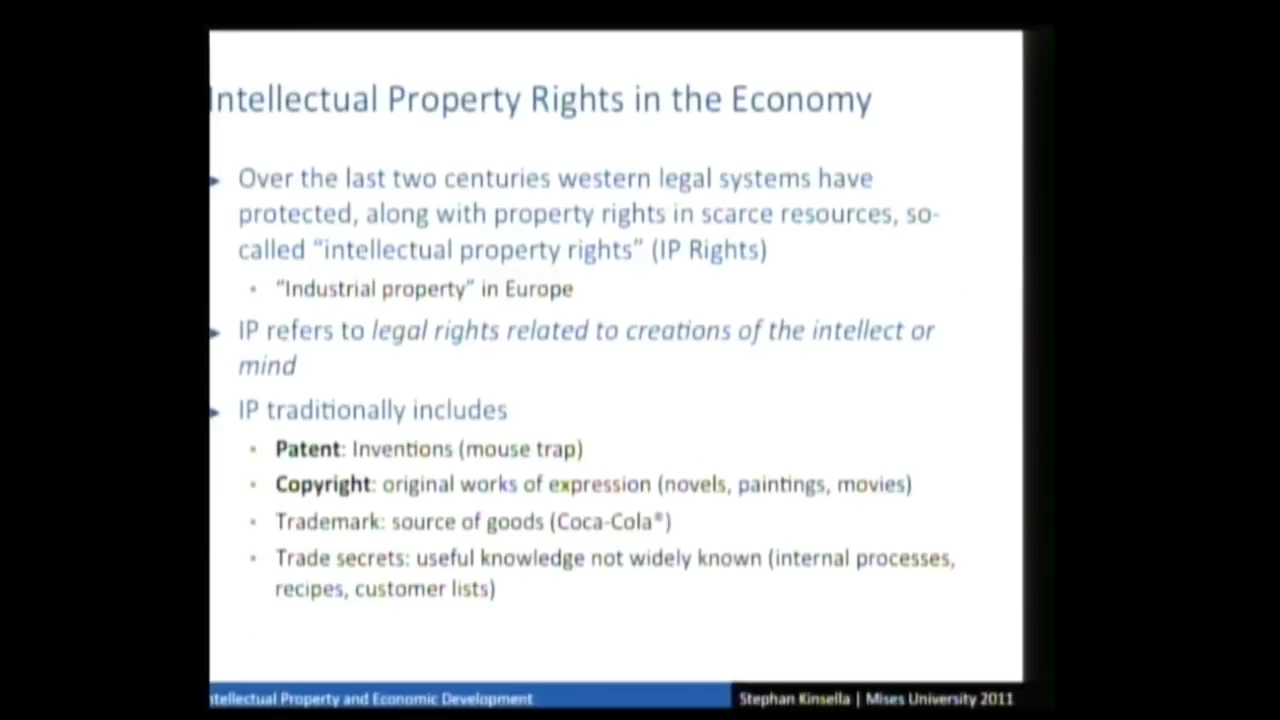 ntellectual Property Rights in the Economy
Over the last two centuries western legal systems have
protected, along with property rights in scarce resources, so-
called “intellectual property rights” (IP Rights)
“Industrial property” in Europe
IP refers to legal rights related to creations of the intellect or
mind
IP traditionally includes
Patent: Inventions (mouse trap)
Copyright: original works of expression (novels, paintings, movies)
Trademark: source of goods (Coca-Cola®)
Trade secrets: useful knowledge not widely known (internal processes,
recipes, customer lists)
tellectual Property and Economic Development
Stephan Kinsella | Mises University 2011